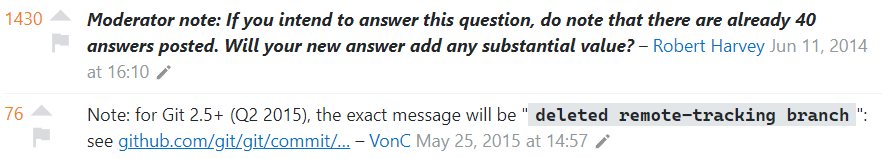 1430 Moderator note: If you intend to answer this question, do note that there are already 40
answers posted. Will your new answer add any substantial value? – Robert Harvey Jun 11, 2014
at 16:10
76 Note: for Git 2.5+ (Q2 2015), the exact message will be "deleted remote-tracking branch":
see github.com/git/git/commit/… – VonC May 25, 2015 at 14:57